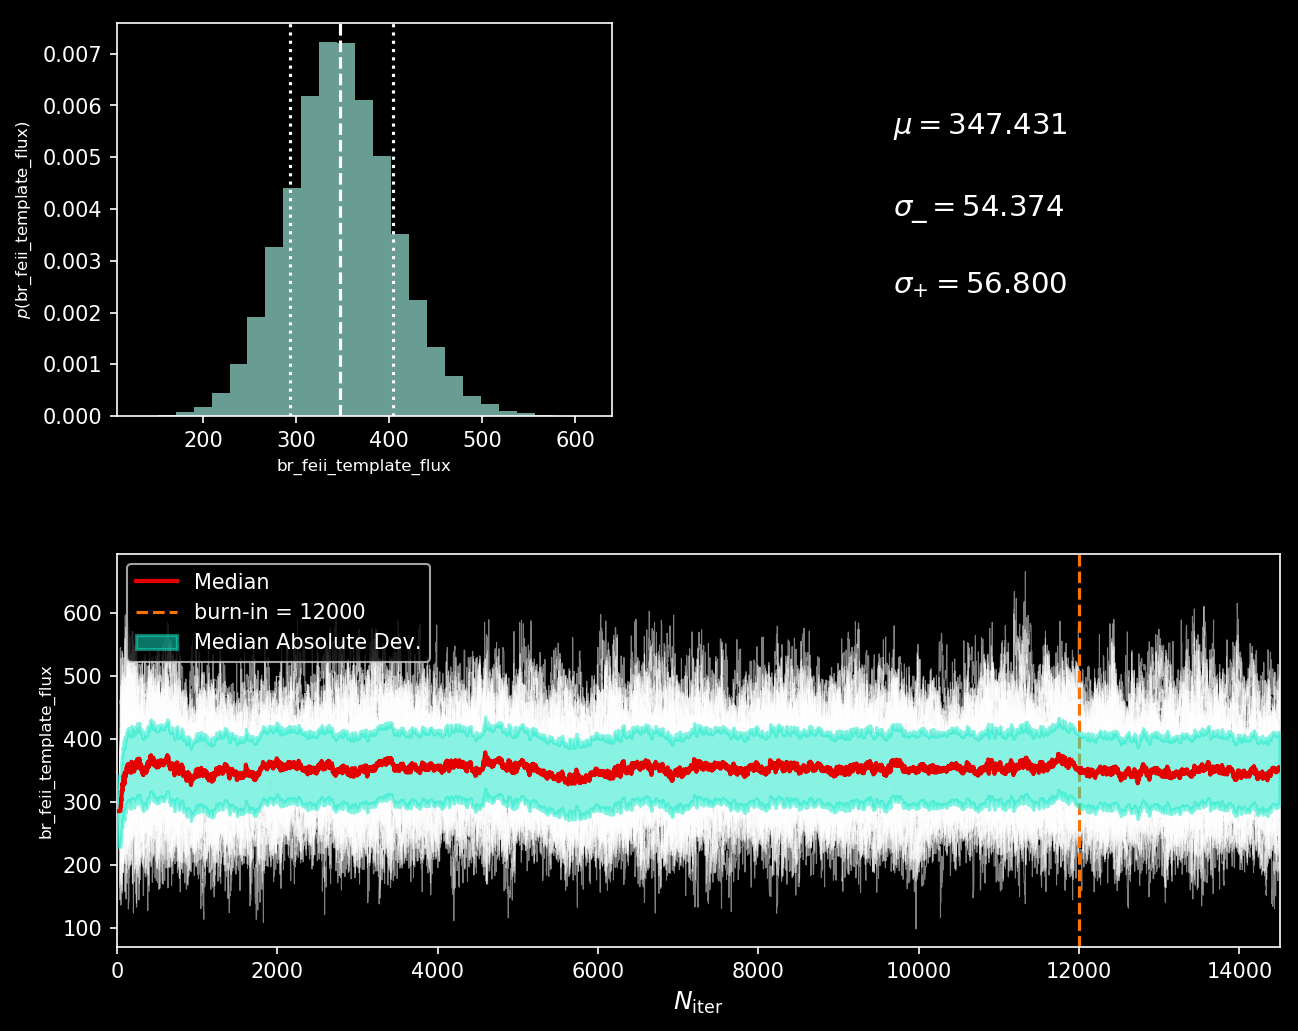 0.007
0.006
0.005
0.004
0.003
0.002
0.001
0.000
p(br_feii_template_flux)
200 300 400 500 600
br_feii_template_flux
μ = 347.431
σ₋ = 54.374
σ₊ = 56.800
Median
burn-in = 12000
Median Absolute Dev.
600
500
400
300
200
100
br_feii_template_flux
0 2000 4000 6000 8000 10000 12000 14000
N_iter